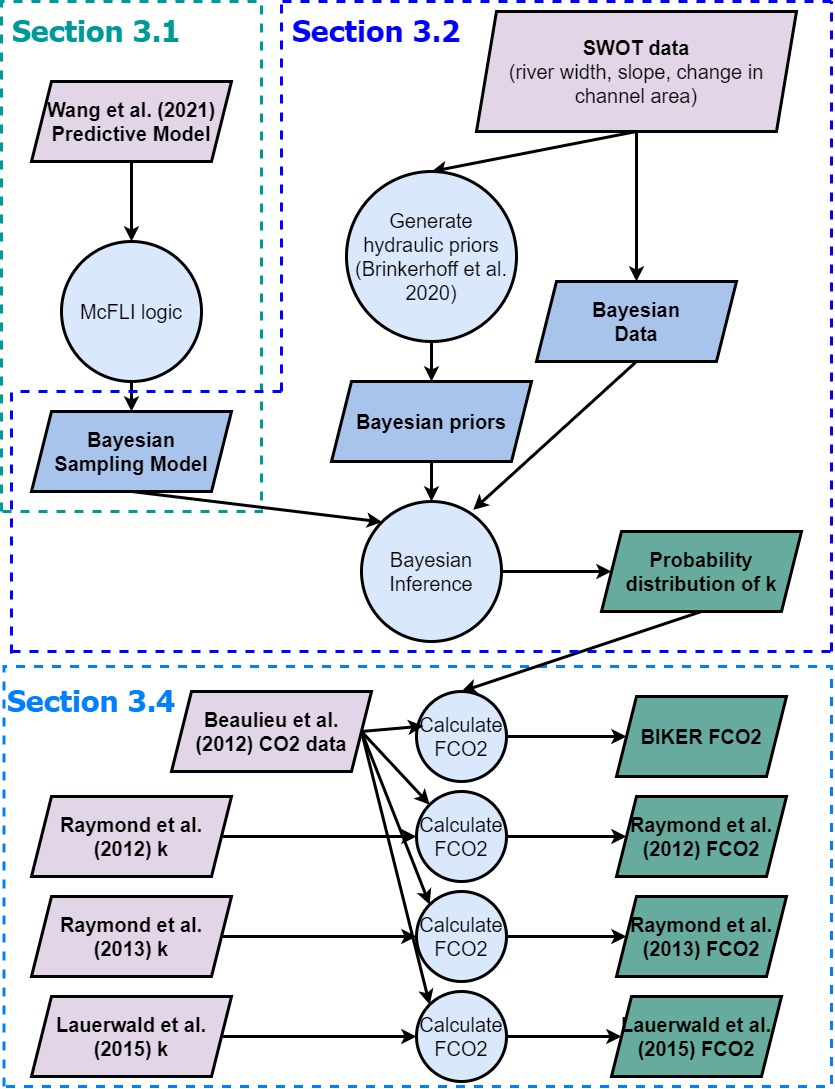 Section 3.1
Wang et al. (2021)
Predictive Model
McFLI logic
Bayesian
Sampling Model
Section 3.2
SWOT data
(river width, slope, change in
channel area)
Generate
hydraulic priors
(Brinkerhoff et al.
2020)
Bayesian
Data
Bayesian priors
Bayesian
Inference
Probability
distribution of k
Section 3.4
Beaulieu et al.
(2012) CO2 data
Calculate
FCO2
BIKER FCO2
Raymond et al.
(2012) k
Calculate
FCO2
Raymond et al.
(2012) FCO2
Raymond et al.
(2013) k
Calculate
FCO2
Raymond et al.
(2013) FCO2
Lauerwald et al.
(2015) k
Calculate
FCO2
Lauerwald et al.
(2015) FCO2